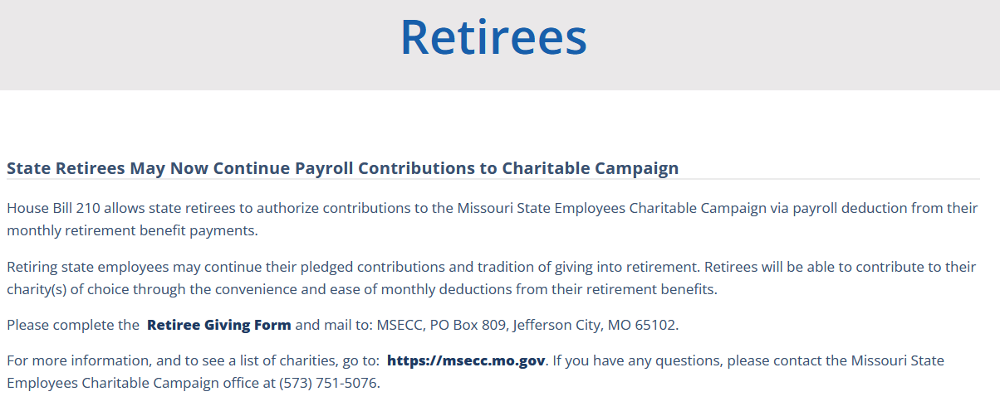 Retirees
State Retirees May Now Continue Payroll Contributions to Charitable Campaign
House Bill 210 allows state retirees to authorize contributions to the Missouri State Employees Charitable Campaign via payroll deduction from their
monthly retirement benefit payments.
Retiring state employees may continue their pledged contributions and tradition of giving into retirement. Retirees will be able to contribute to their
charity(s) of choice through the convenience and ease of monthly deductions from their retirement benefits.
Please complete the Retiree Giving Form and mail to: MSECC, PO Box 809, Jefferson City, MO 65102.
For more information, and to see a list of charities, go to: https://msecc.mo.gov. If you have any questions, please contact the Missouri State
Employees Charitable Campaign office at (573) 751-5076.